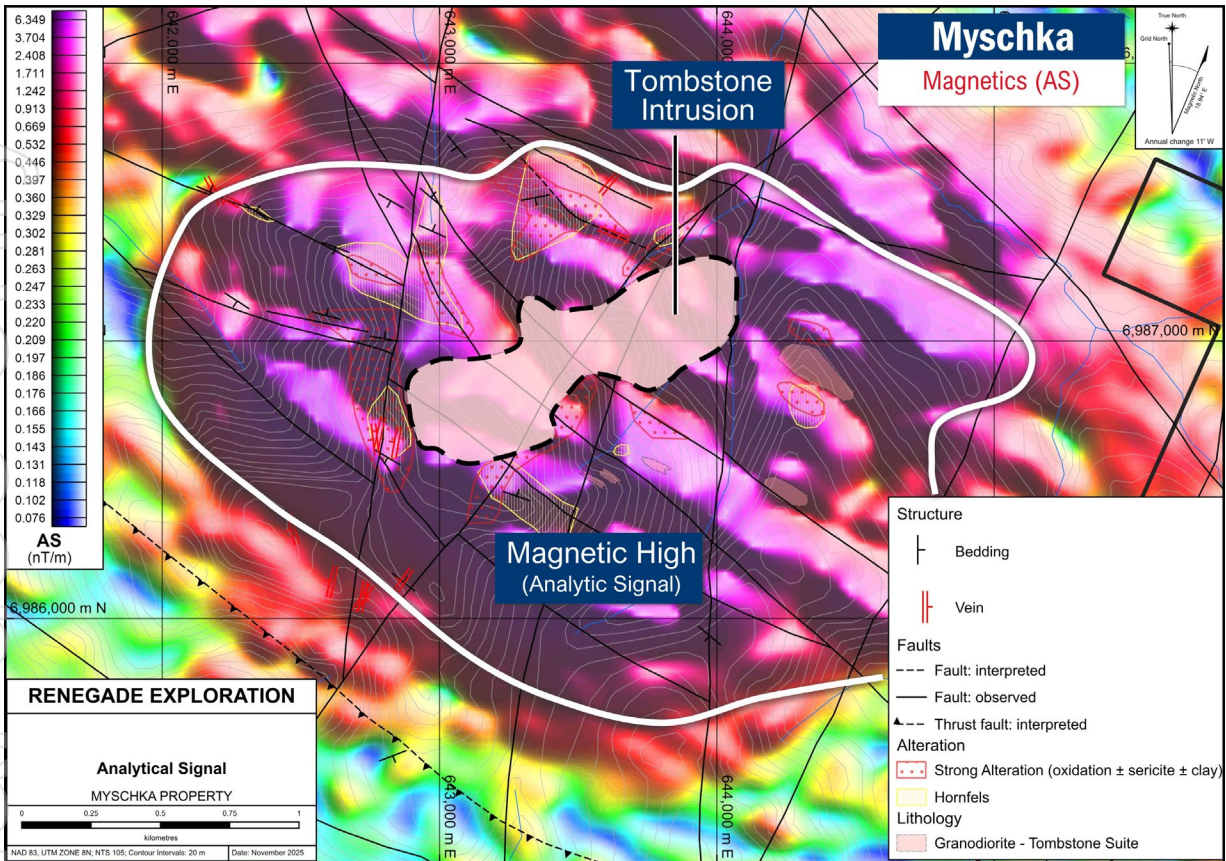 6.349
3.704
2.408
1.711
1.242
0.913
0.669
0.532
0.446
0.397
0.360
0.329
0.302
0.281
0.263
0.247
0.233
0.220
0.209
0.197
0.186
0.176
0.166
0.155
0.143
0.131
0.118
0.102
0.076
AS
(nT/m)
642,000 m E
643,000 m E
644,000 m E
Tombstone
Intrusion
Myschka
Magnetics (AS)
True North
Grid North
Magnetic North
18.94° E
Annual change 11' W
6,987,000 m N
Magnetic High
(Analytic Signal)
6,986,000 m N
643,000 m E
644,000 m E
RENEGADE EXPLORATION
Analytical Signal
MYSCHKA PROPERTY
0 0.25 0.5 0.75 1
kilometres
NAD 83, UTM ZONE 8N; NTS 105; Contour Intervals: 20 m Date: November 2025
Structure
Bedding
Vein
Faults
Fault: interpreted
Fault: observed
Thrust fault: interpreted
Alteration
Strong Alteration (oxidation ± sericite ± clay)
Hornfels
Lithology
Granodiorite - Tombstone Suite